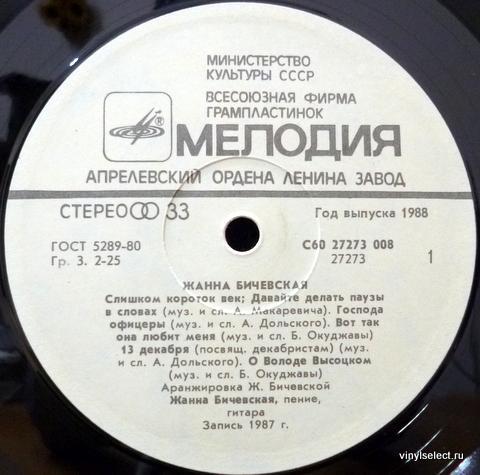 МИНИСТЕРСТВО
КУЛЬТУРЫ СССР
ВСЕСОЮЗНАЯ ФИРМА
ГРАМПЛАСТИНОК
МЕЛОДИЯ
АПРЕЛЕВСКИЙ ОРДЕНА ЛЕНИНА ЗАВОД
СТЕРЕО 33
Год выпуска 1988
ГОСТ 5289-80
С60 27273 008
Гр. 3. 2-25
27273
1
ЖАННА БИЧЕВСКАЯ
Слишком короток век; Давайте делать паузы
в словах (муз. и сл. А. Макаревича). Господа
офицеры (муз. и сл. А. Дольского). Вот так
она любит меня (муз. и сл. Б. Окуджавы)
13 декабря (посвящ. декабристам) (муз.
и сл. А. Дольского). О Володе Высоцком
(муз. и сл. Б. Окуджавы)
Аранжировка Ж. Бичевской
Жанна Бичевская, пение,
гитара
Запись 1987 г.
vinylselect.ru